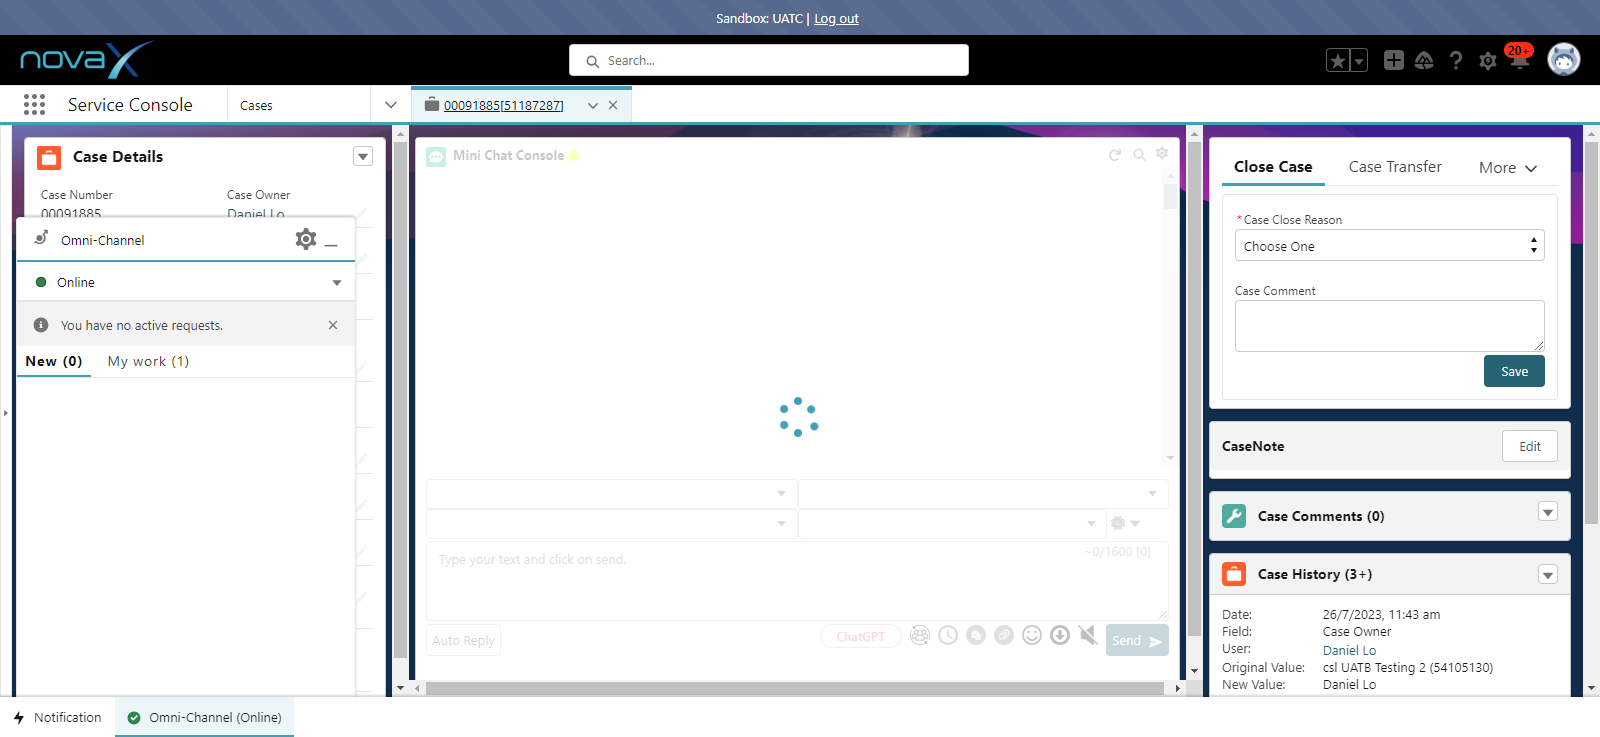 Sandbox: UATC | Log out
novaX
Search...
20+
Service Console
Cases
00091885[51187287]
Case Details
Case Number
Case Owner
00091885
Daniel Lo
Omni-Channel
Online
You have no active requests.
New (0)
My work (1)
Mini Chat Console
Type your text and click on send.
~0/1600 [0]
Auto Reply
ChatGPT
Send
Close Case
Case Transfer
More
*Case Close Reason
Choose One
Case Comment
Save
CaseNote
Edit
Case Comments (0)
Case History (3+)
Date: 26/7/2023, 11:43 am
Field: Case Owner
User: Daniel Lo
Original Value: csl UATB Testing 2 (54105130)
New Value: Daniel Lo
Notification
Omni-Channel (Online)